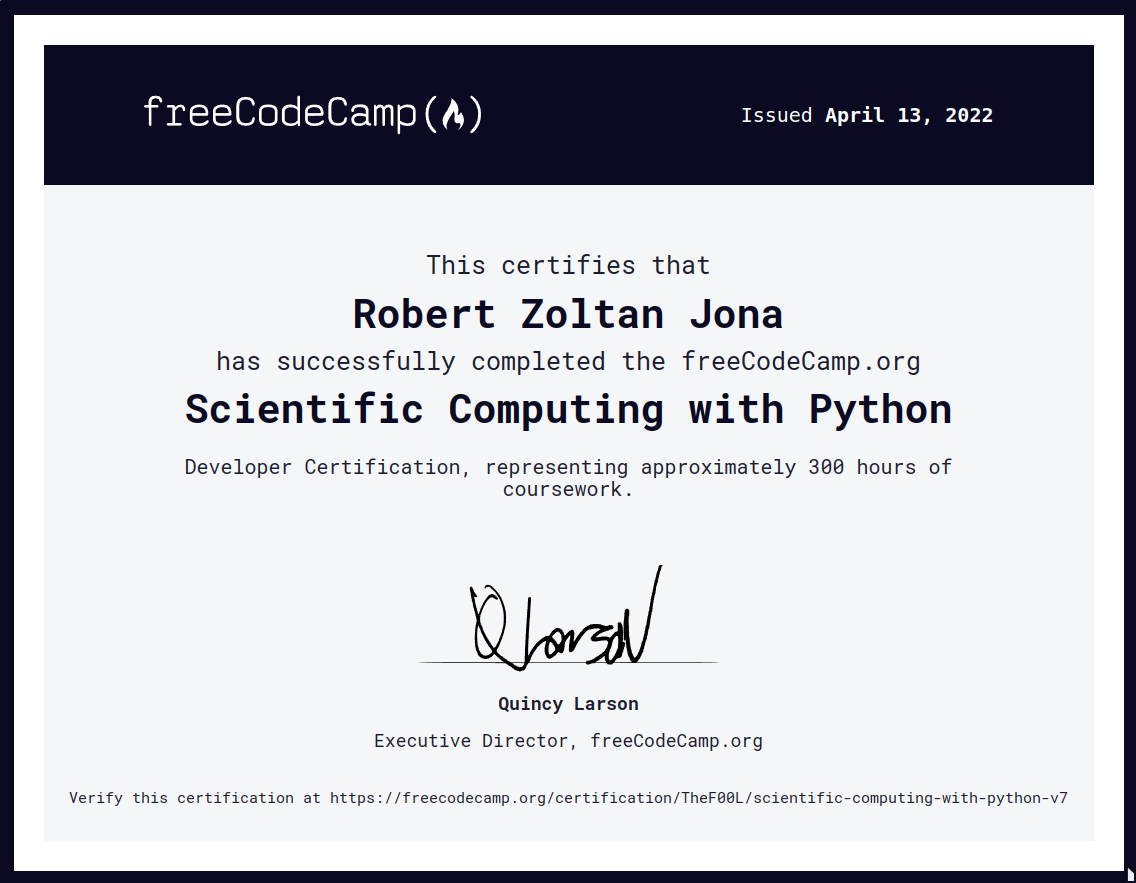 freeCodeCamp(🔥)
Issued April 13, 2022
This certifies that
Robert Zoltan Jona
has successfully completed the freeCodeCamp.org
Scientific Computing with Python
Developer Certification, representing approximately 300 hours of
coursework.
Q Larson
Quincy Larson
Executive Director, freeCodeCamp.org
Verify this certification at https://freecodecamp.org/certification/TheF00L/scientific-computing-with-python-v7